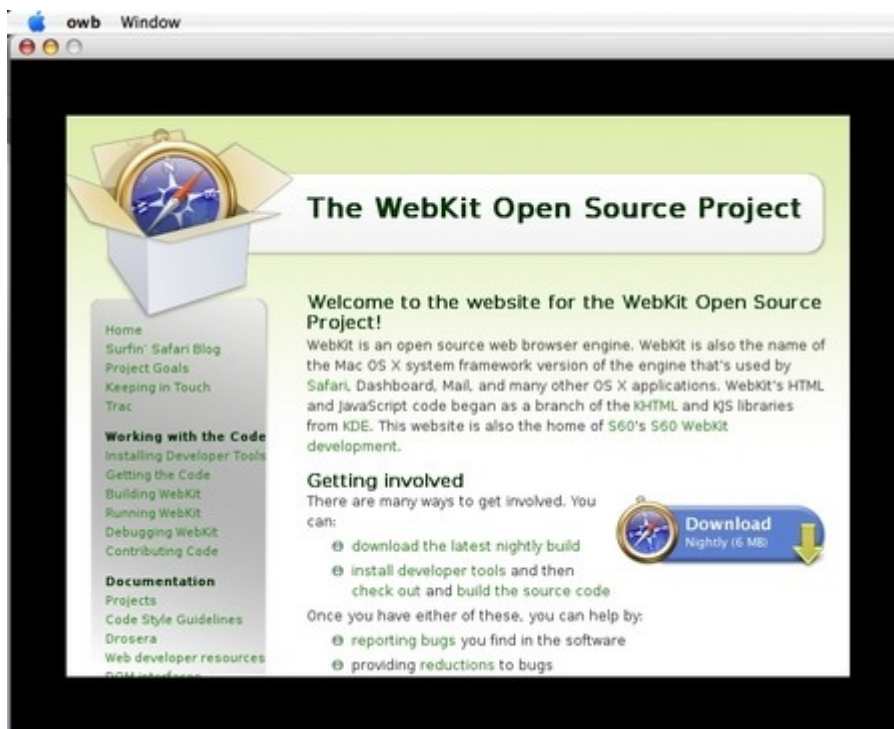 owb Window
The WebKit Open Source Project
Home
Surfin' Safari Blog
Project Goals
Keeping in Touch
Trac
Working with the Code
Installing Developer Tools
Getting the Code
Building WebKit
Running WebKit
Debugging WebKit
Contributing Code
Documentation
Projects
Code Style Guidelines
Drosera
Web developer resources
DOM interfaces
Welcome to the website for the WebKit Open Source
Project!
WebKit is an open source web browser engine. WebKit is also the name of
the Mac OS X system framework version of the engine that's used by
Safari, Dashboard, Mail, and many other OS X applications. WebKit's HTML
and JavaScript code began as a branch of the KHTML and KJS libraries
from KDE. This website is also the home of S60's S60 WebKit
development.
Getting involved
There are many ways to get involved. You
can:
download the latest nightly build
install developer tools and then
check out and build the source code
Once you have either of these, you can help by:
reporting bugs you find in the software
providing reductions to bugs
Download
Nightly (6 MB)